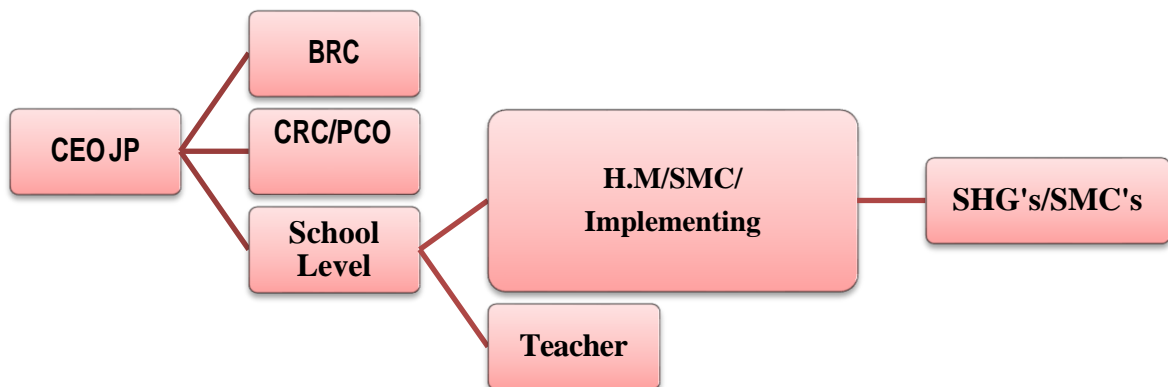 BRC
CEO JP
CRC/PCO
School
Level
H.M/SMC/
Implementing
SHG's/SMC's
Teacher